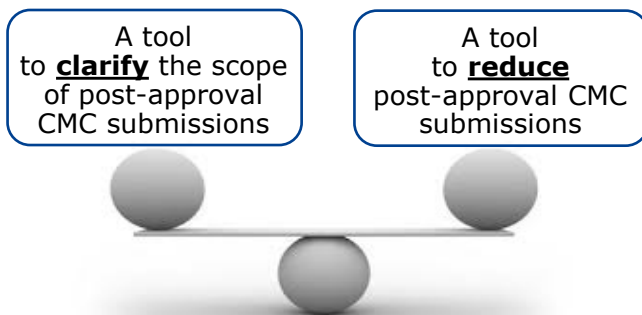 A tool
to clarify the scope
of post-approval
CMC submissions
A tool
to reduce
post-approval CMC
submissions